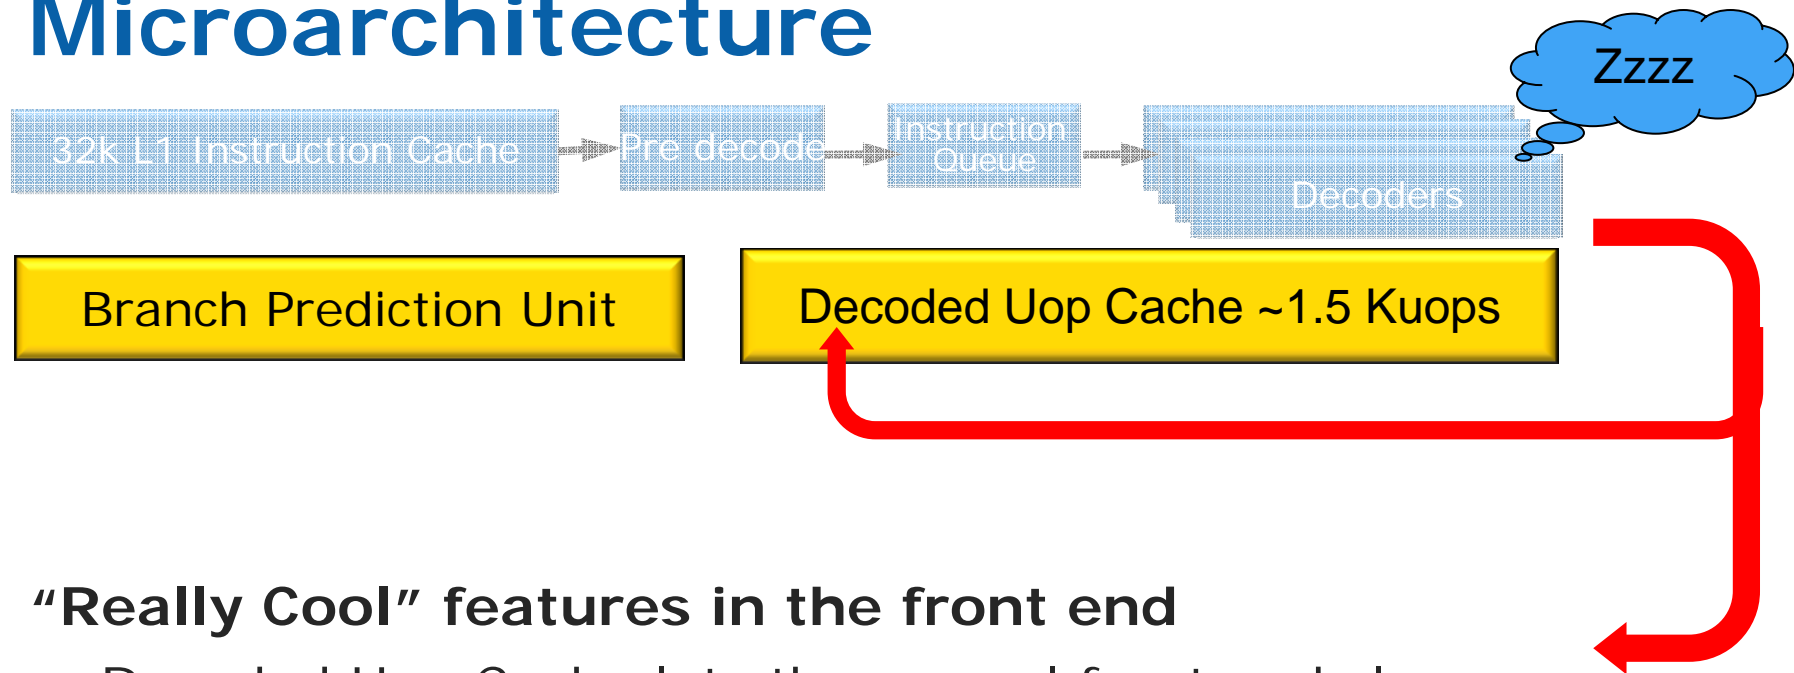 Microarchitecture
Zzzz
32k L1 Instruction Cache
Pre decode
Instruction
Queue
Decoders
Branch Prediction Unit
Decoded Uop Cache ~1.5 Kuops
“Really Cool” features in the front end